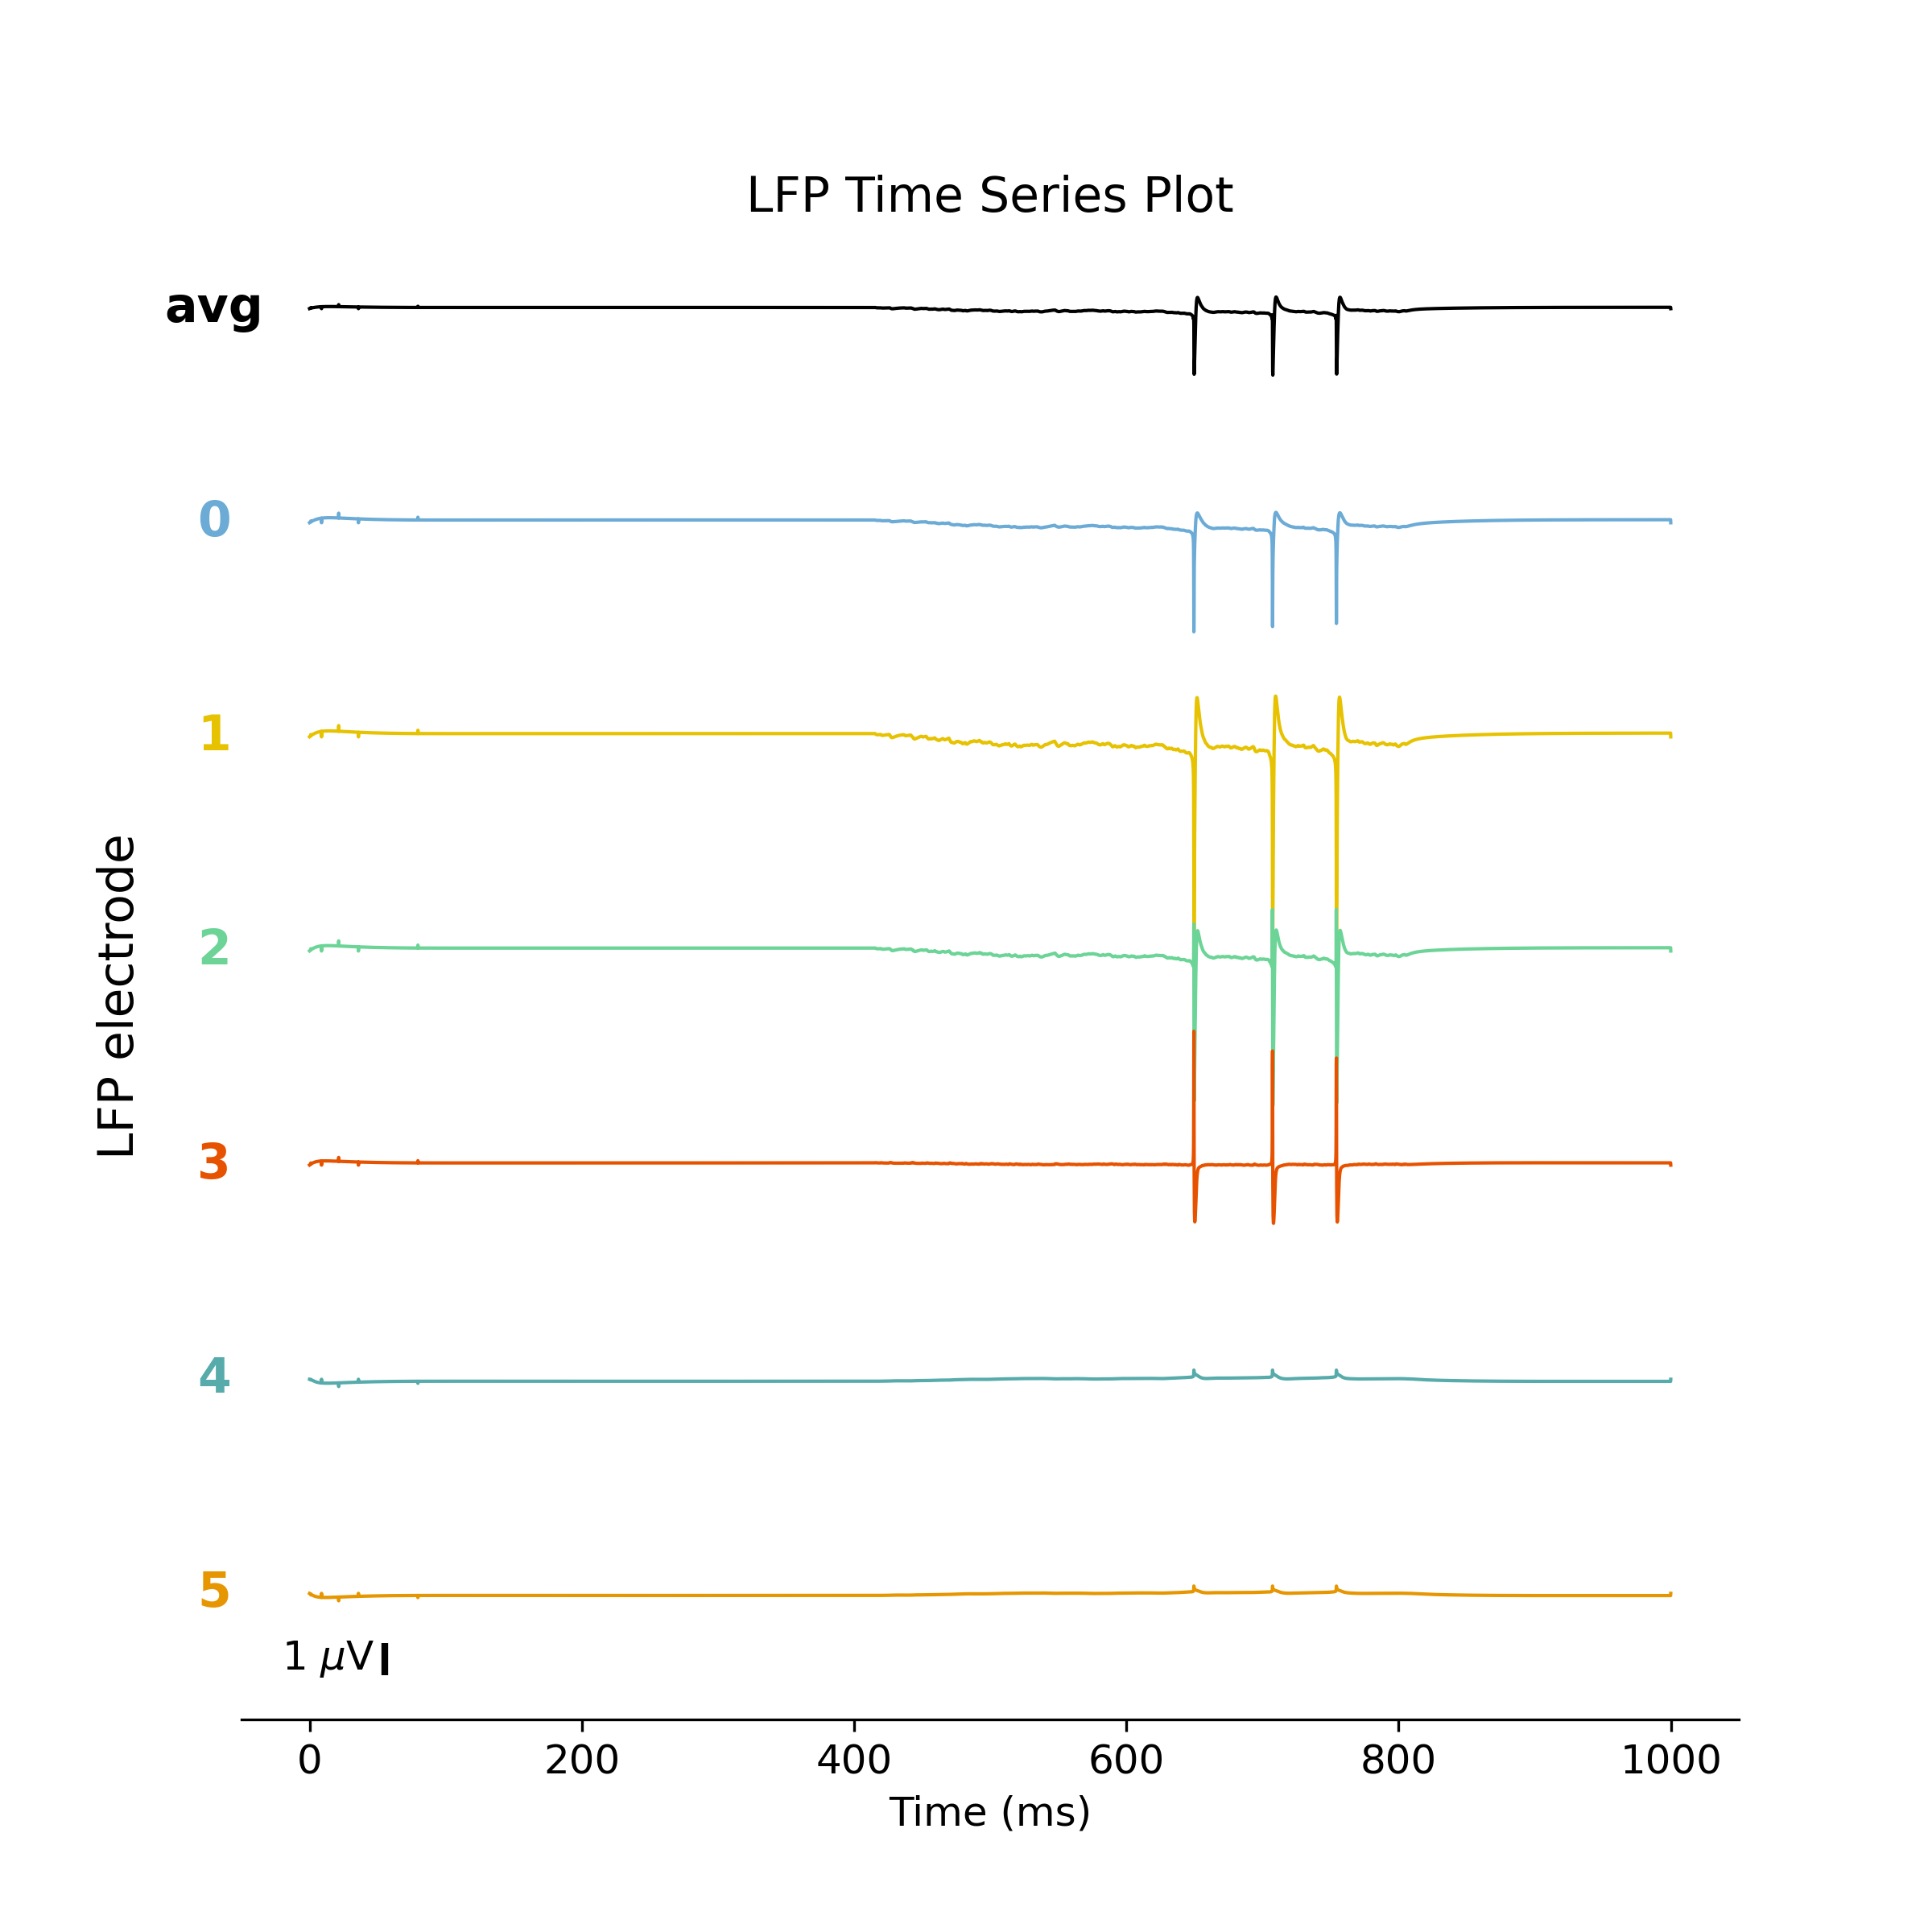 LFP Time Series Plot
avg
0
1
2
3
4
5
LFP electrode
1 μV
0 200 400 600 800 1000
Time (ms)